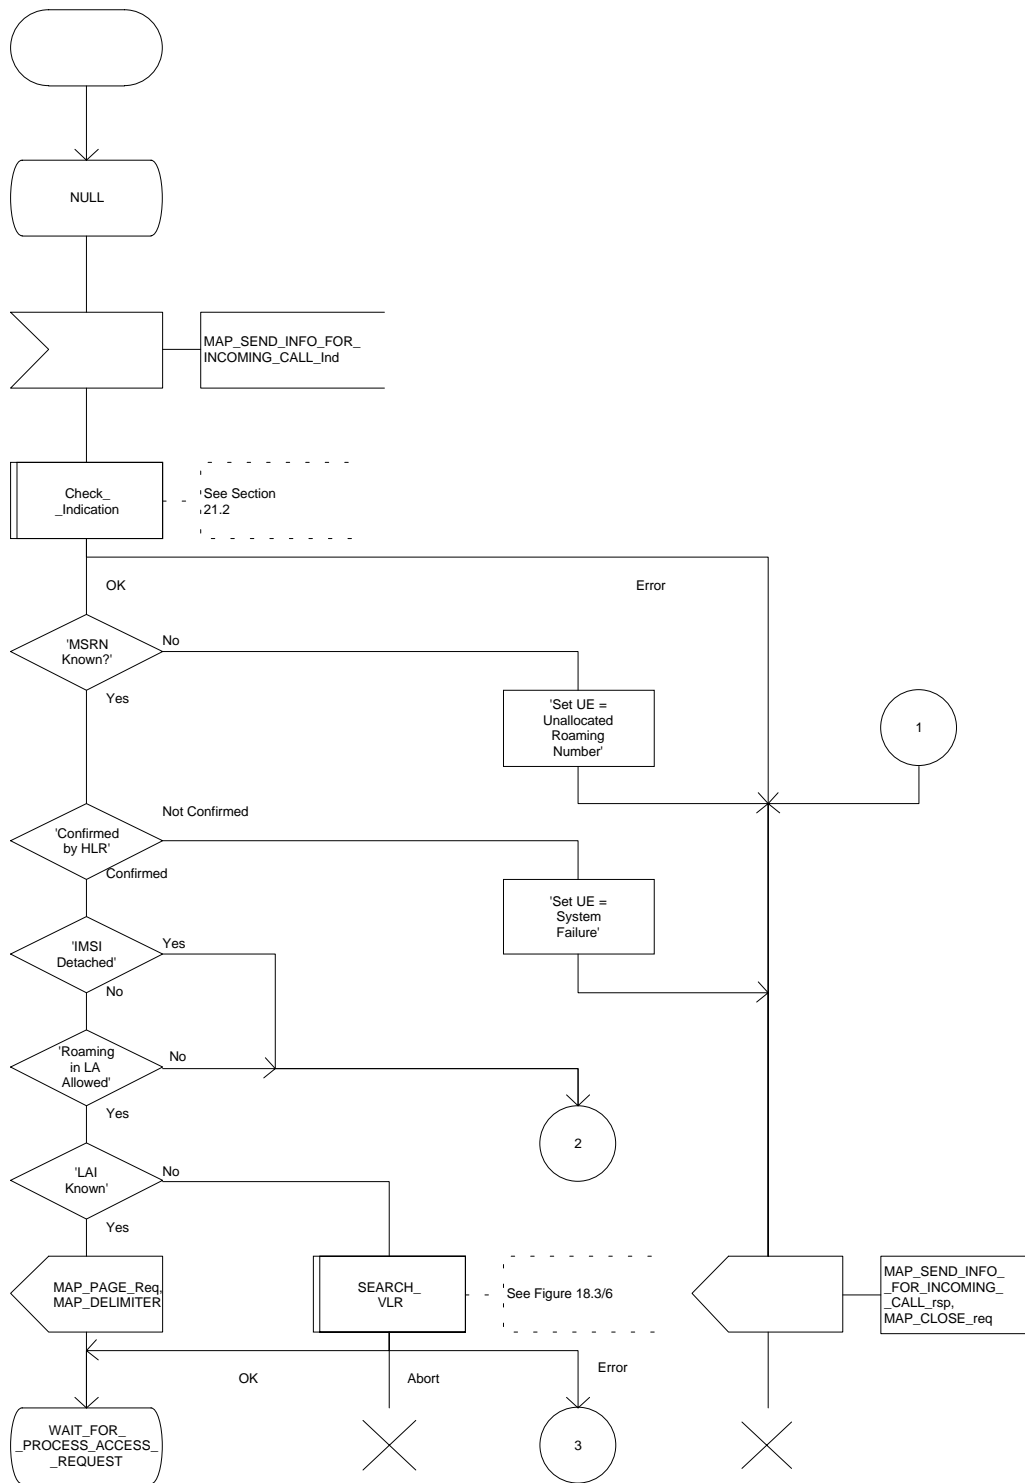 NULL
MAP_SEND_INFO_FOR_
INCOMING_CALL_Ind
Check_
_Indication
See Section
21.2
OK
Error
'MSRN
Known?'
No
Yes
'Set UE =
Unallocated
Roaming
Number'
1
Not Confirmed
'Confirmed
by HLR'
Confirmed
'Set UE =
System
Failure'
'IMSI
Detached'
Yes
No
'Roaming
in LA
Allowed'
No
Yes
2
'LAI
Known'
No
Yes
MAP_PAGE_Req,
MAP_DELIMITER
SEARCH_
VLR
See Figure 18.3/6
MAP_SEND_INFO_
_FOR_INCOMING_
_CALL_rsp,
MAP_CLOSE_req
OK
Abort
Error
WAIT_FOR_
_PROCESS_ACCESS_
_REQUEST
3